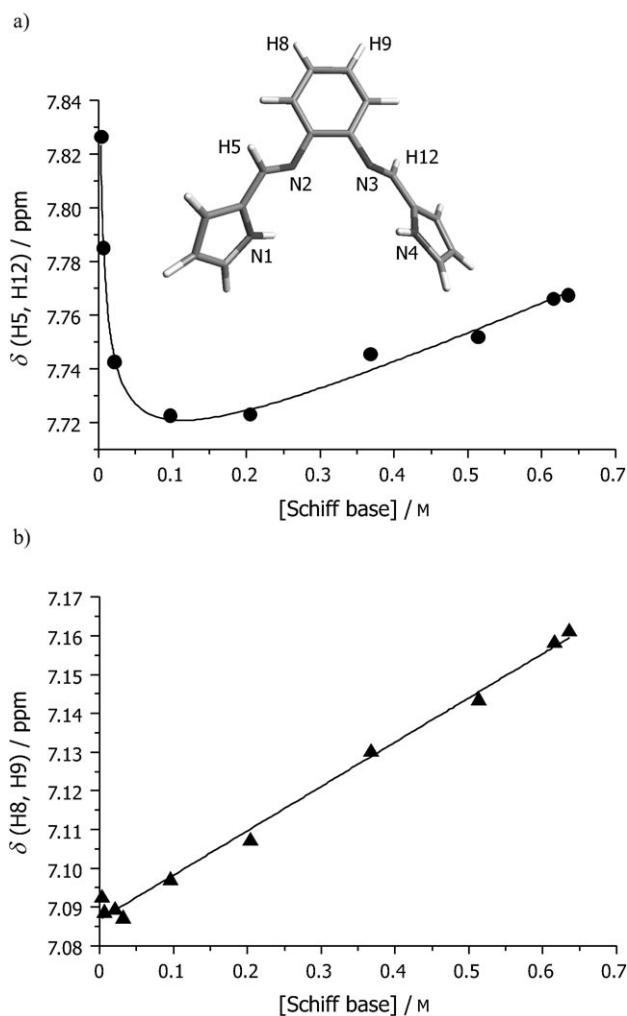 a)
H8
H9
H5
H12
N2
N3
N1
N4
7.84
7.82
7.80
7.78
7.76
7.74
7.72
δ (H5, H12) / ppm
0
0.1
0.2
0.3
0.4
0.5
0.6
0.7
[Schiff base] / M
b)
7.17
7.16
7.15
7.14
7.13
7.12
7.11
7.10
7.09
7.08
δ (H8, H9) / ppm
0
0.1
0.2
0.3
0.4
0.5
0.6
0.7
[Schiff base] / M